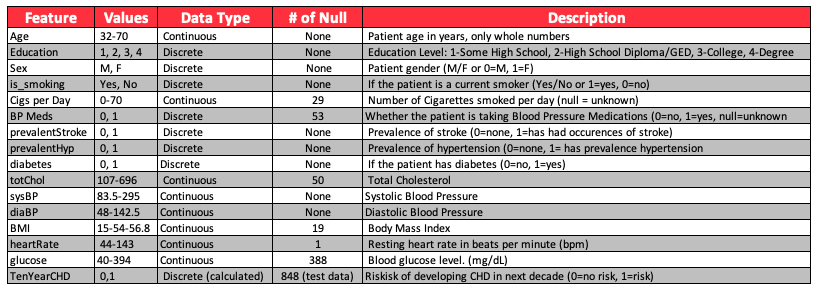 Feature Values Data Type # of Null Description
Age 32-70 Continuous None Patient age in years, only whole numbers
Education 1, 2, 3, 4 Discrete None Education Level: 1-Some High School, 2-High School Diploma/GED, 3-College, 4-Degree
Sex M, F Discrete None Patient gender (M/F or 0=M, 1=F)
is_smoking Yes, No Discrete None If the patient is a current smoker (Yes/No or 1=yes, 0=no)
Cigs per Day 0-70 Continuous 29 Number of Cigarettes smoked per day (null = unknown)
BP Meds 0, 1 Discrete 53 Whether the patient is taking Blood Pressure Medications (0=no, 1=yes, null=unknown
prevalentStroke 0, 1 Discrete None Prevalence of stroke (0=none, 1=has had occurences of stroke)
prevalentHyp 0, 1 Discrete None Prevalence of hypertension (0=none, 1= has prevalence hypertension
diabetes 0, 1 Discrete None If the patient has diabetes (0=no, 1=yes)
totChol 107-696 Continuous 50 Total Cholesterol
sysBP 83.5-295 Continuous None Systolic Blood Pressure
diaBP 48-142.5 Continuous None Diastolic Blood Pressure
BMI 15-54-56.8 Continuous 19 Body Mass Index
heartRate 44-143 Continuous 1 Resting heart rate in beats per minute (bpm)
glucose 40-394 Continuous 388 Blood glucose level. (mg/dL)
TenYearCHD 0,1 Discrete (calculated) 848 (test data) Riskisk of developing CHD in next decade (0=no risk, 1=risk)